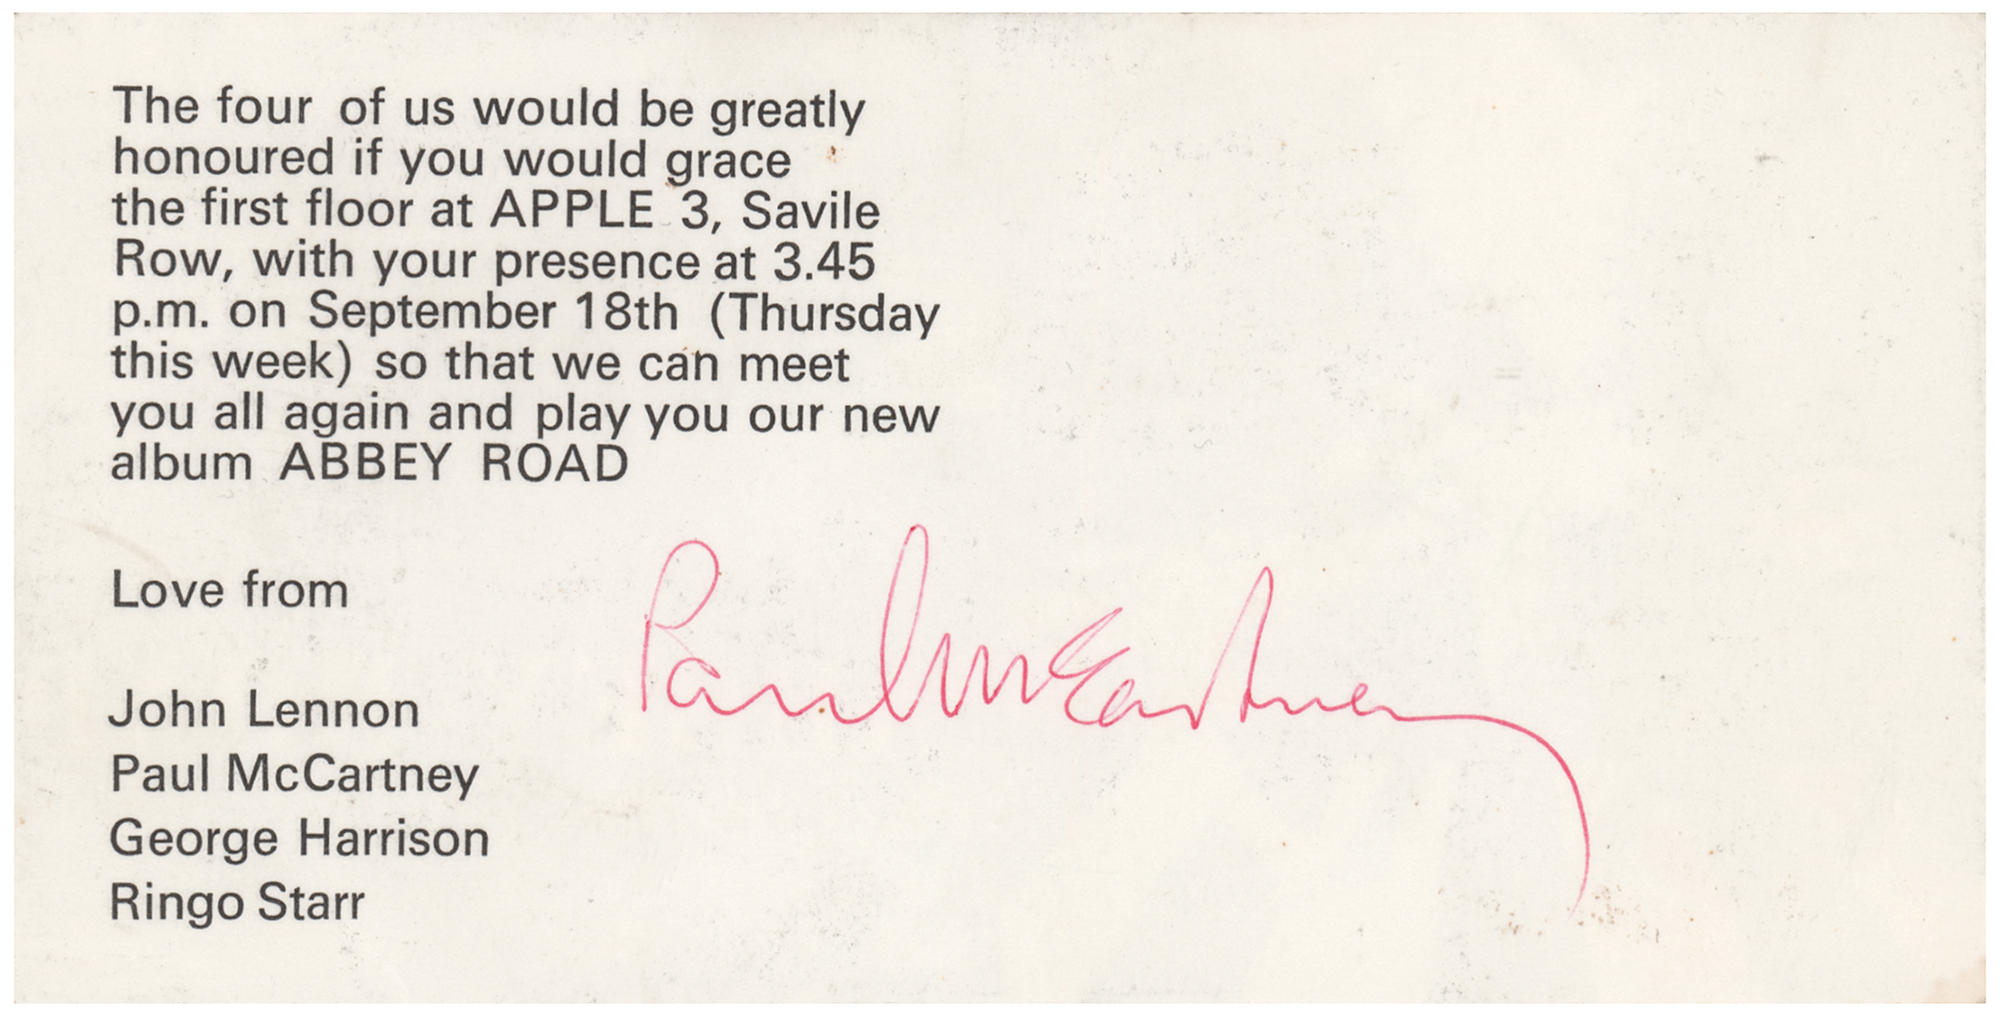 The four of us would be greatly
honoured if you would grace
the first floor at APPLE 3, Savile
Row, with your presence at 3.45
p.m. on September 18th (Thursday
this week) so that we can meet
you all again and play you our new
album ABBEY ROAD
Love from
Paul McCartney
John Lennon
Paul McCartney
George Harrison
Ringo Starr